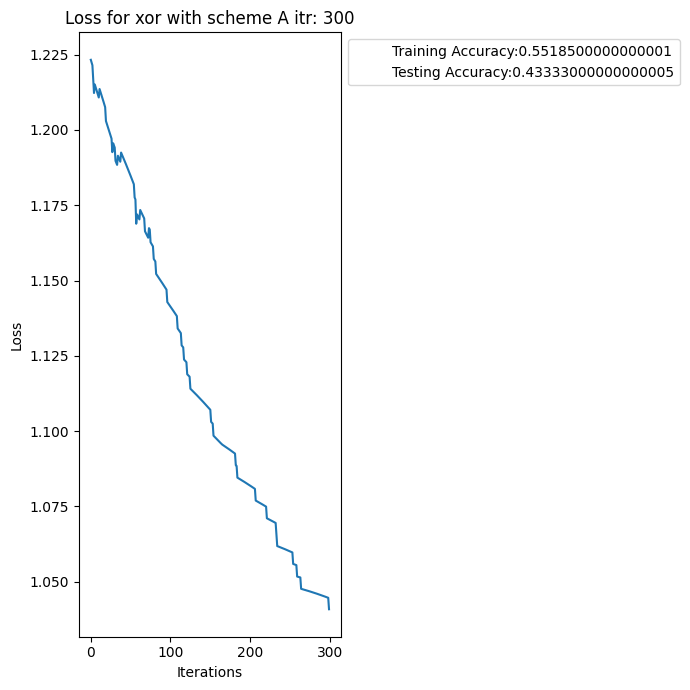 Loss for xor with scheme A itr: 300
Training Accuracy:0.5518500000000001
Testing Accuracy:0.43333000000000005
1.225
1.200
1.175
1.150
1.125
1.100
1.075
1.050
Loss
0 100 200 300
Iterations